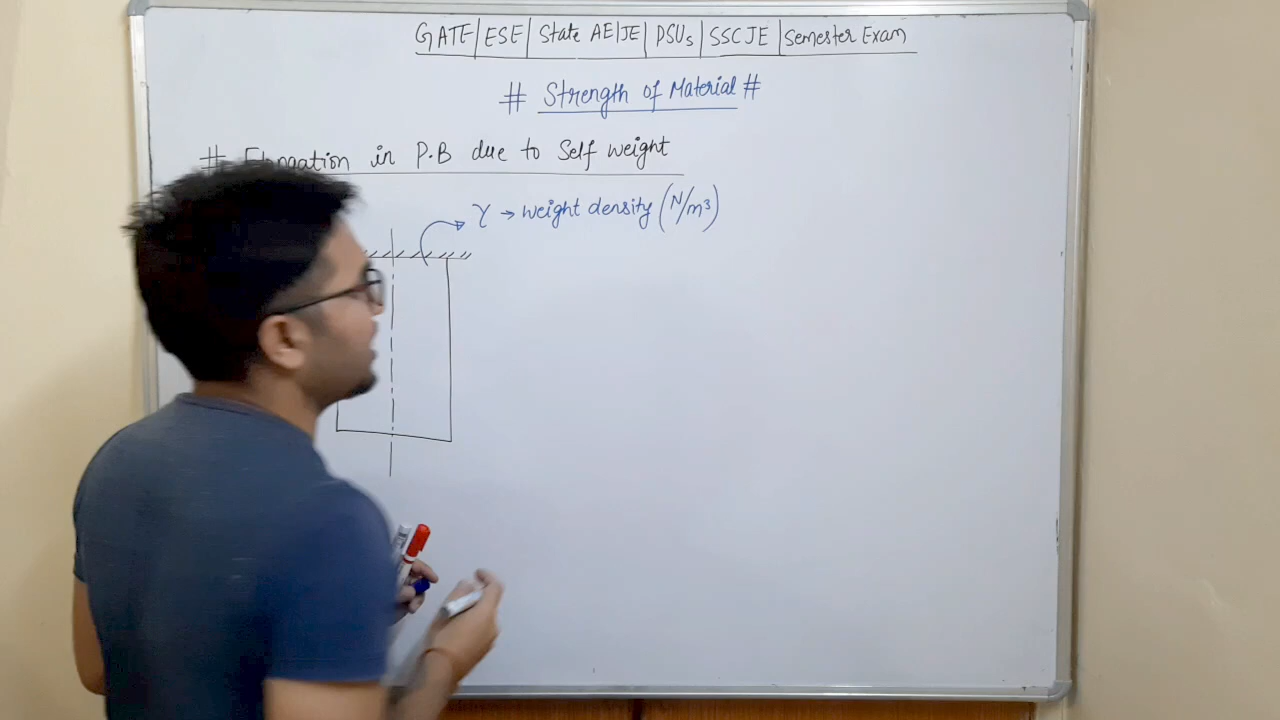 GATE | ESE | State AE|JE | PSUs | SSC JE | Semester Exam
# Strength of Material #
# Elongation in P.B due to Self weight
γ → weight density (N/m³)